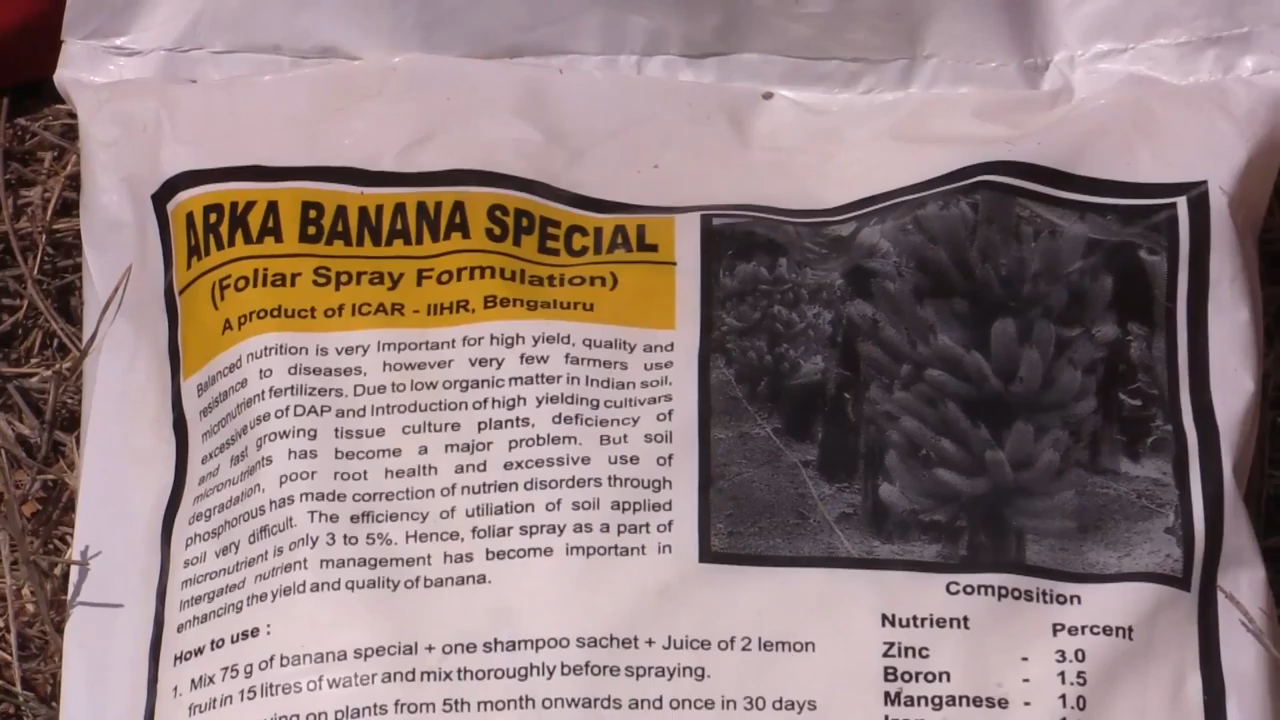 ARKA BANANA SPECIAL
(Foliar Spray Formulation)
A product of ICAR - IIHR, Bengaluru
Balanced nutrition is very Important for high yield, quality and
resistance to diseases, however very few farmers use
micronutrient fertilizers. Due to low organic matter in Indian soil,
excessive use of DAP and Introduction of high yielding cultivars
and fast growing tissue culture plants, deficiency of
micronutrients has become a major problem. But soil
degradation, poor root health and excessive use of
phosphorous has made correction of nutrien disorders through
soil very difficult. The efficiency of utiliation of soil applied
micronutrient is only 3 to 5%. Hence, foliar spray as a part of
Intergated nutrient management has become important in
enhancing the yield and quality of banana.
How to use :
1. Mix 75 g of banana special + one shampoo sachet + Juice of 2 lemon
fruit in 15 litres of water and mix thoroughly before spraying.
on plants from 5th month onwards and once in 30 days
Composition
Nutrient Percent
Zinc - 3.0
Boron - 1.5
Manganese - 1.0